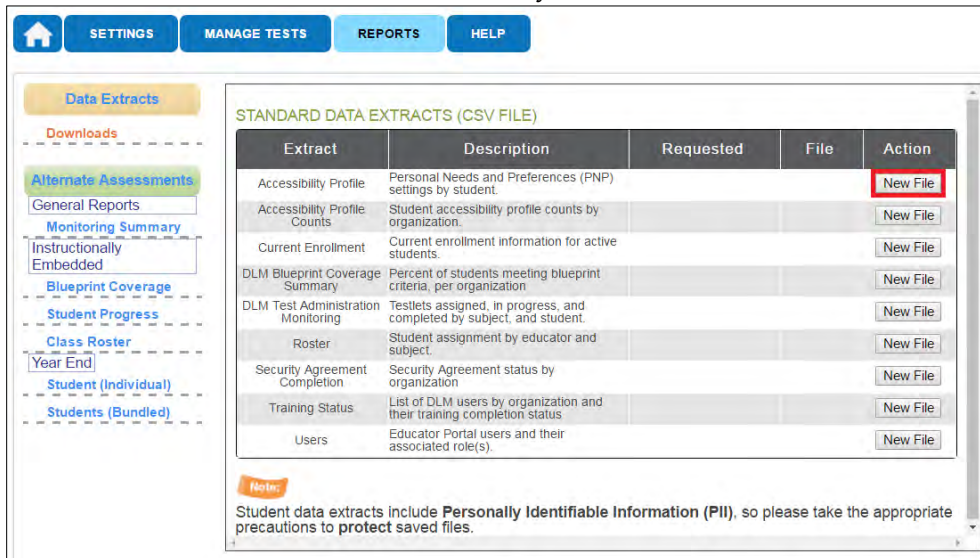 SETTINGS
MANAGE TESTS
REPORTS
HELP
Data Extracts
Downloads
Alternate Assessments
General Reports
Monitoring Summary
Instructionally
Embedded
Blueprint Coverage
Student Progress
Class Roster
Year End
Student (Individual)
Students (Bundled)
STANDARD DATA EXTRACTS (CSV FILE)
Extract Description Requested File Action
Accessibility Profile Personal Needs and Preferences (PNP) New File
settings by student.
Accessibility Profile Student accessibility profile counts by New File
Counts organization.
Current Enrollment Current enrollment information for active New File
students.
DLM Blueprint Coverage Percent of students meeting blueprint New File
Summary criteria, per organization
DLM Test Administration Testlets assigned, in progress, and New File
Monitoring completed by subject, and student.
Roster Student assignment by educator and New File
subject.
Security Agreement Security Agreement status by New File
Completion organization
Training Status List of DLM users by organization and New File
their training completion status
Users Educator Portal users and their New File
associated role(s).
Note:
Student data extracts include Personally Identifiable Information (PII), so please take the appropriate
precautions to protect saved files.